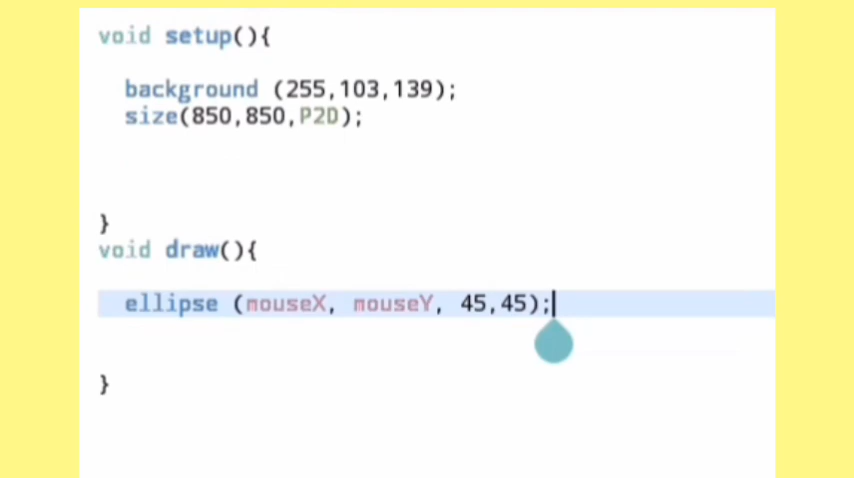 void setup(){
background (255,103,139);
size(850,850,P2D);
}
void draw(){
ellipse (mouseX, mouseY, 45,45);
}